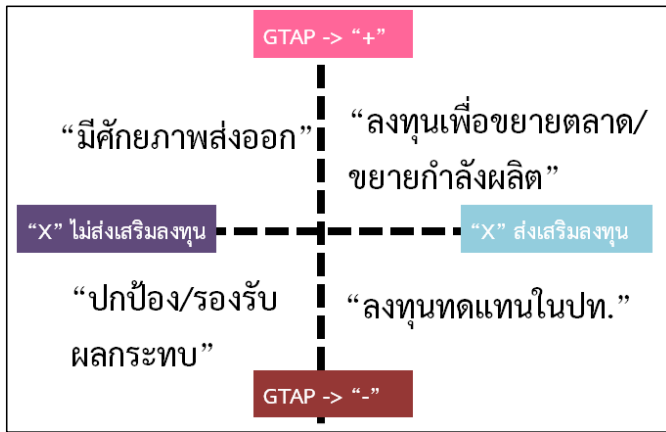 GTAP -> “+”
“มีศักยภาพส่งออก”
“ลงทุนเพื่อขยายตลาด/
ขยายกำลังผลิต”
“X” ไม่ส่งเสริมลงทุน
“X” ส่งเสริมลงทุน
“ปกป้อง/รองรับ
ผลกระทบ”
“ลงทุนทดแทนในปท.”
GTAP -> “-”